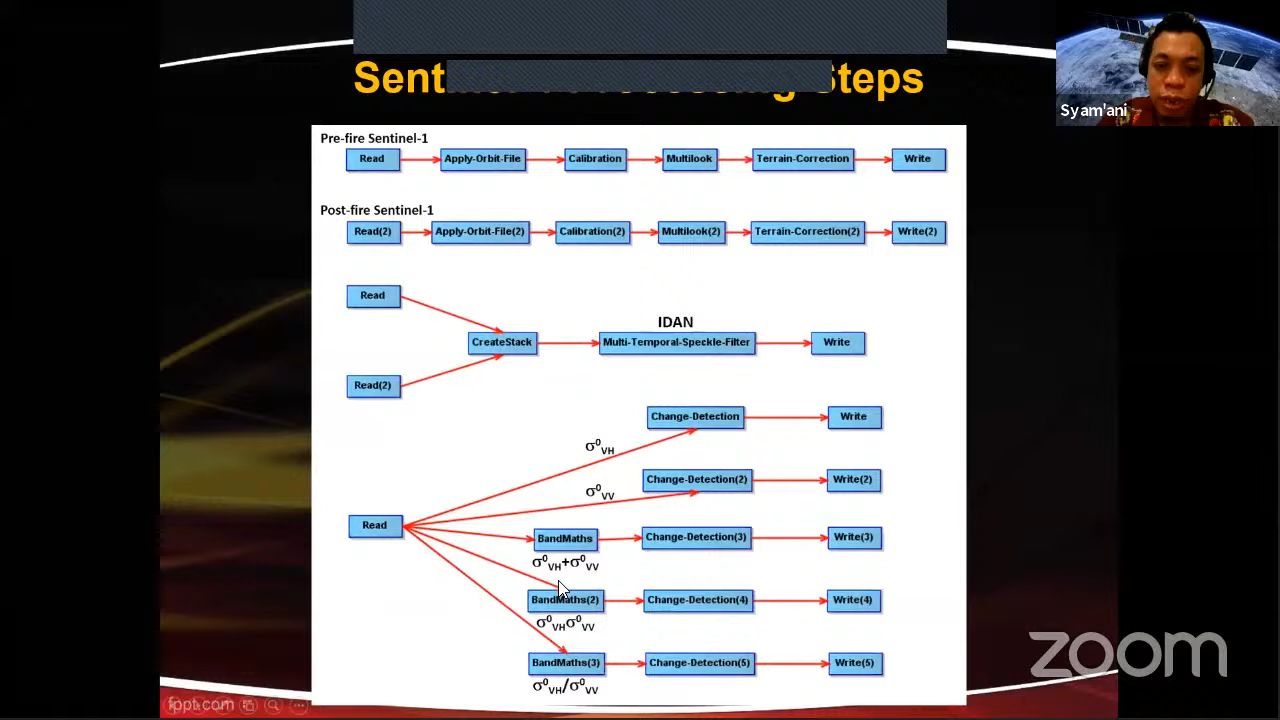 Steps
Syam'ani
Pre-fire Sentinel-1
Read Apply-Orbit-File Calibration Multilook Terrain-Correction Write
Post-fire Sentinel-1
Read(2) Apply-Orbit-File(2) Calibration(2) Multilook(2) Terrain-Correction(2) Write(2)
Read
IDAN
CreateStack Multi-Temporal-Speckle-Filter Write
Read(2)
Change-Detection Write
σ⁰VH
Change-Detection(2) Write(2)
σ⁰VV
Read
BandMaths Change-Detection(3) Write(3)
σ⁰VH+σ⁰VV
BandMaths(2) Change-Detection(4) Write(4)
σ⁰VHσ⁰VV
BandMaths(3) Change-Detection(5) Write(5)
σ⁰VH/σ⁰VV
zoom
fppt.com